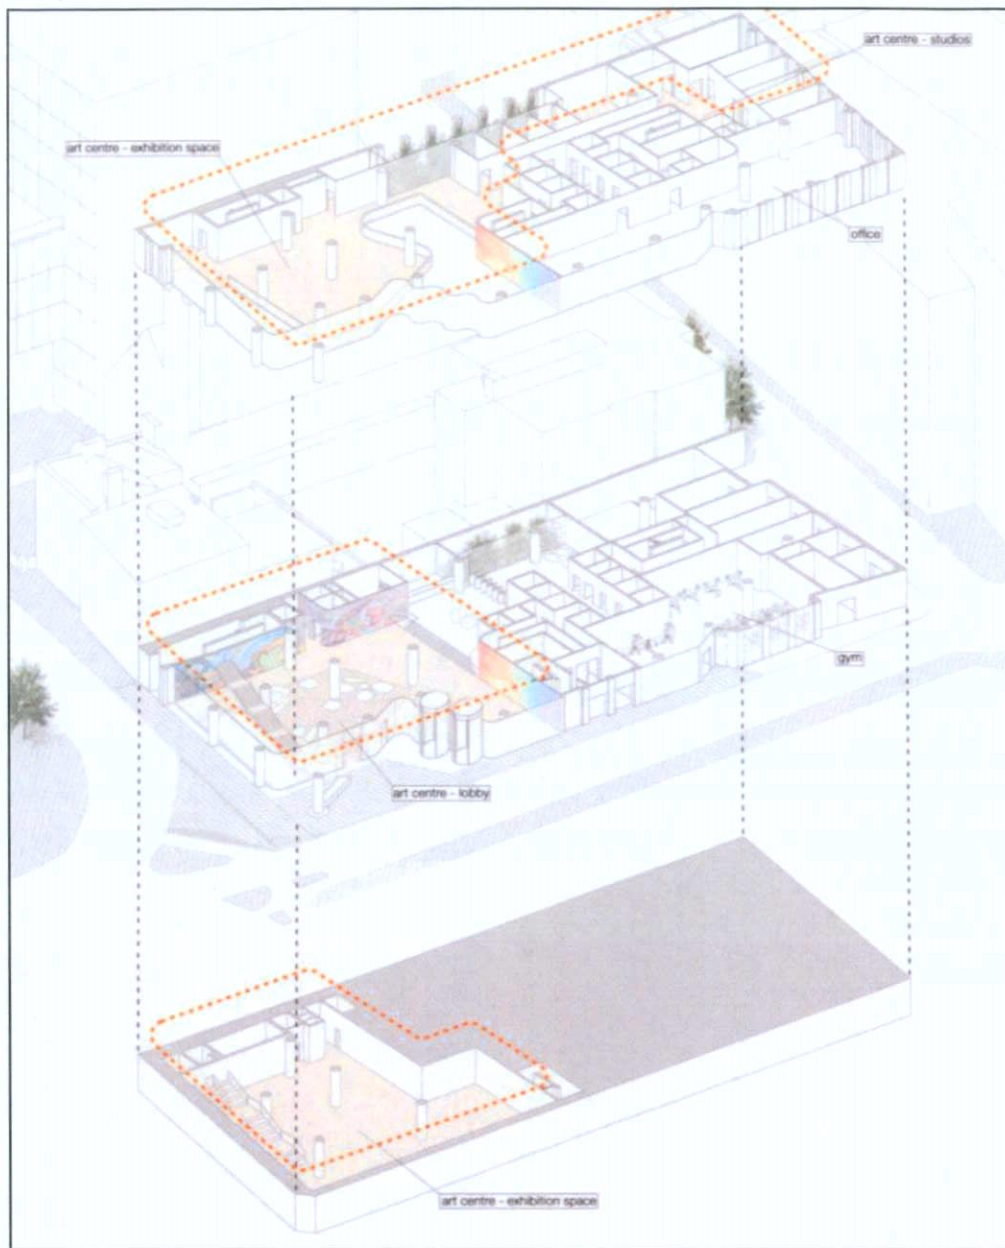 art centre - studios
art centre - exhibition space
office
gym
art centre - lobby
art centre - exhibition space